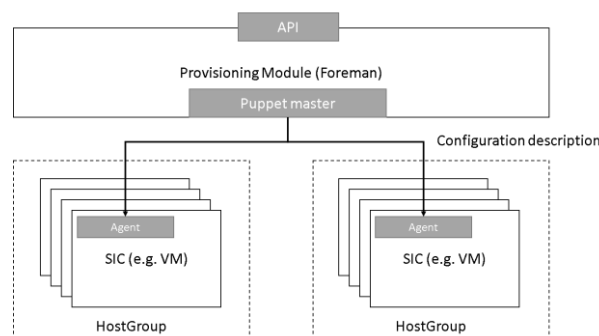 API
Provisioning Module (Foreman)
Puppet master
Configuration description
Agent
SIC (e.g. VM)
HostGroup
Agent
SIC (e.g. VM)
HostGroup